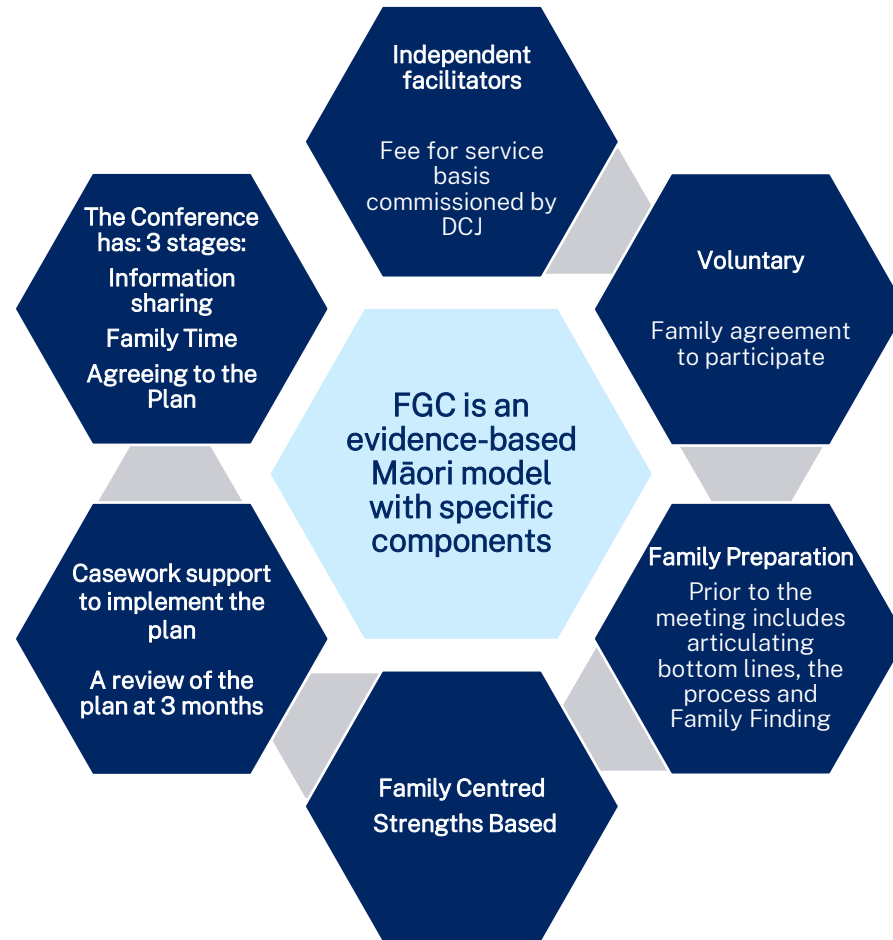 Independent
facilitators
Fee for service
basis
commissioned by
DCJ
Voluntary
Family agreement
to participate
Family Preparation
Prior to the
meeting includes
articulating
bottom lines, the
process and
Family Finding
Family Centred
Strengths Based
Casework support
to implement the
plan
A review of the
plan at 3 months
The Conference
has: 3 stages:
Information
sharing
Family Time
Agreeing to the
Plan
FGC is an
evidence-based
Māori model
with specific
components